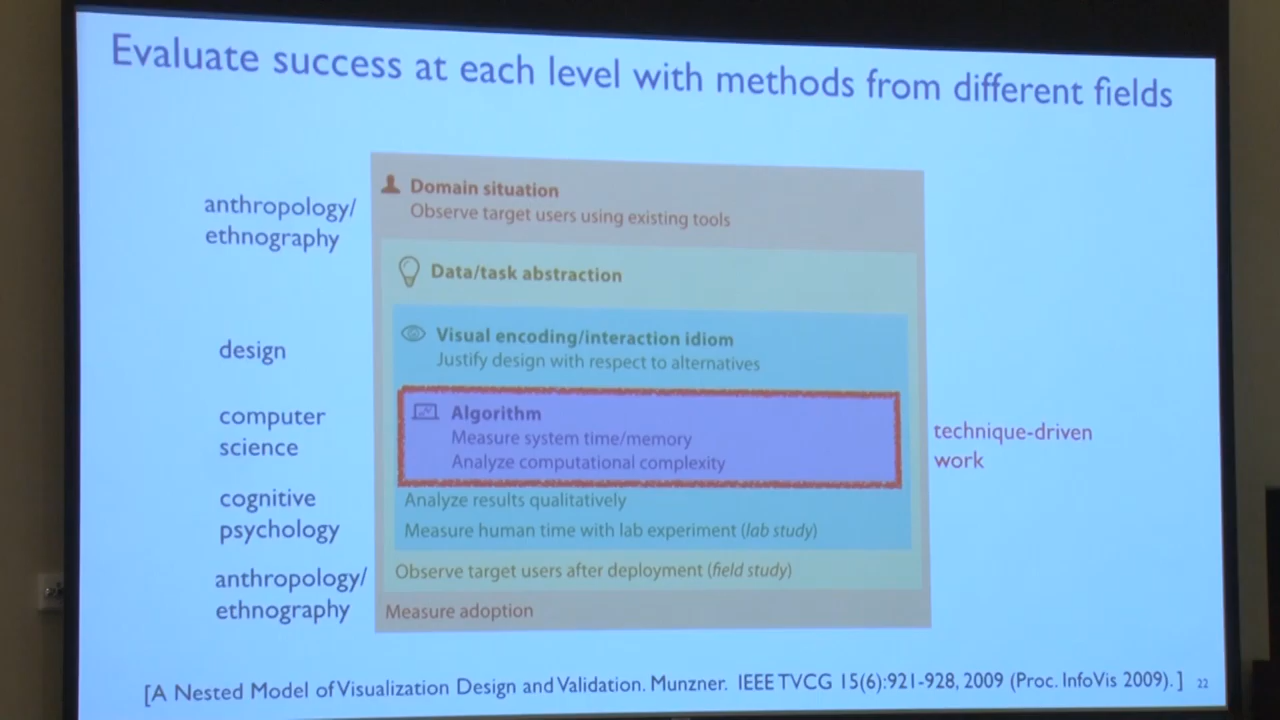 Evaluate success at each level with methods from different fields
anthropology/
ethnography
Domain situation
Observe target users using existing tools
Data/task abstraction
design
Visual encoding/interaction idiom
Justify design with respect to alternatives
computer
science
Algorithm
Measure system time/memory
Analyze computational complexity
technique-driven
work
cognitive
psychology
Analyze results qualitatively
Measure human time with lab experiment (lab study)
anthropology/
ethnography
Observe target users after deployment (field study)
Measure adoption
[A Nested Model of Visualization Design and Validation. Munzner. IEEE TVCG 15(6):921-928, 2009 (Proc. InfoVis 2009).]
22